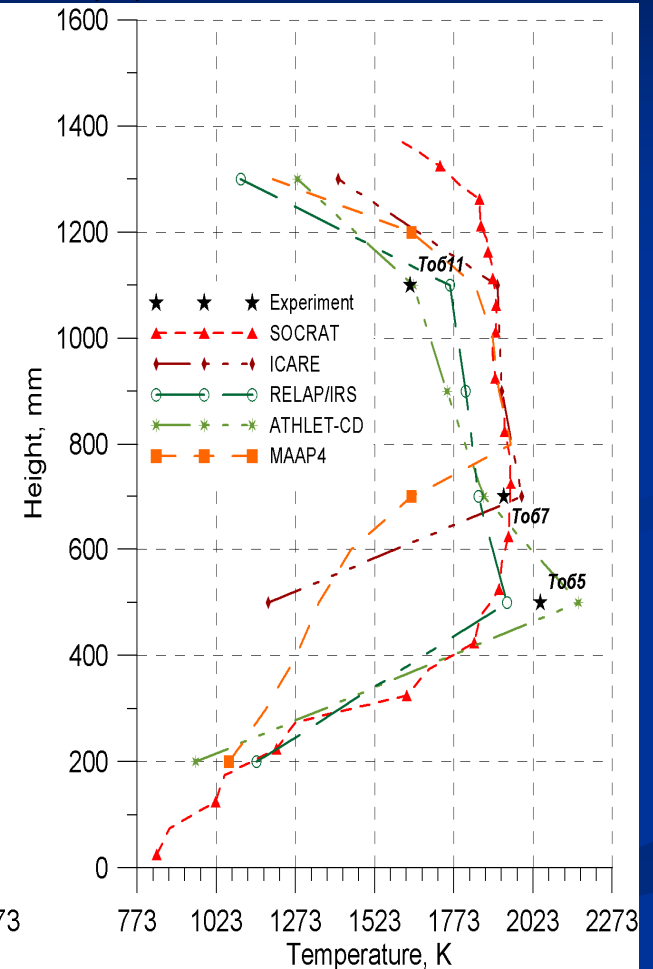 1600
1400
1200
1000
800
600
400
200
0
Height, mm
Тоб11
Experiment
SOCRAT
ICARE
RELAP/IRS
ATHLET-CD
MAAP4
Тоб7
Тоб5
73
773 1023 1273 1523 1773 2023 2273
Temperature, K